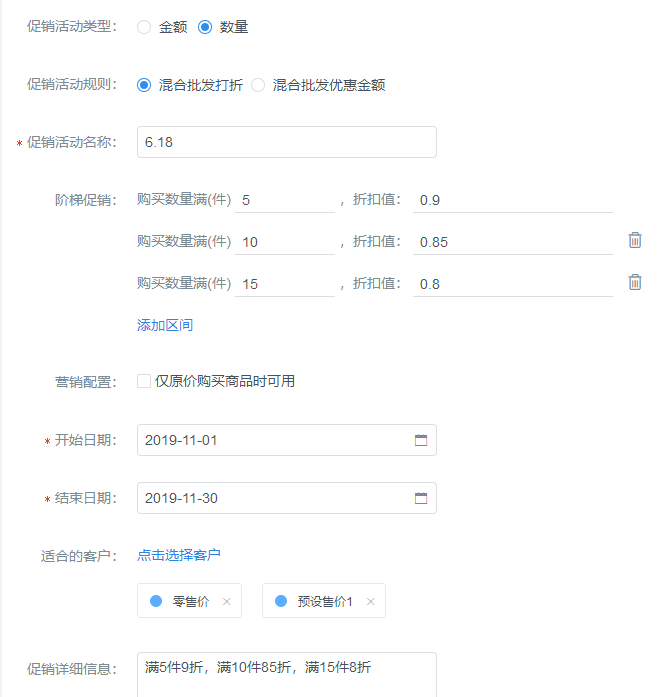 促销活动类型： 金额 数量
促销活动规则： 混合批发打折 混合批发优惠金额
* 促销活动名称： 6.18
阶梯促销： 购买数量满(件) 5 ，折扣值： 0.9
购买数量满(件) 10 ，折扣值： 0.85
购买数量满(件) 15 ，折扣值： 0.8
添加区间
营销配置： 仅原价购买商品时可用
* 开始日期： 2019-11-01
* 结束日期： 2019-11-30
适合的客户： 点击选择客户
零售价 × 预设售价1 ×
促销详细信息： 满5件9折，满10件85折，满15件8折